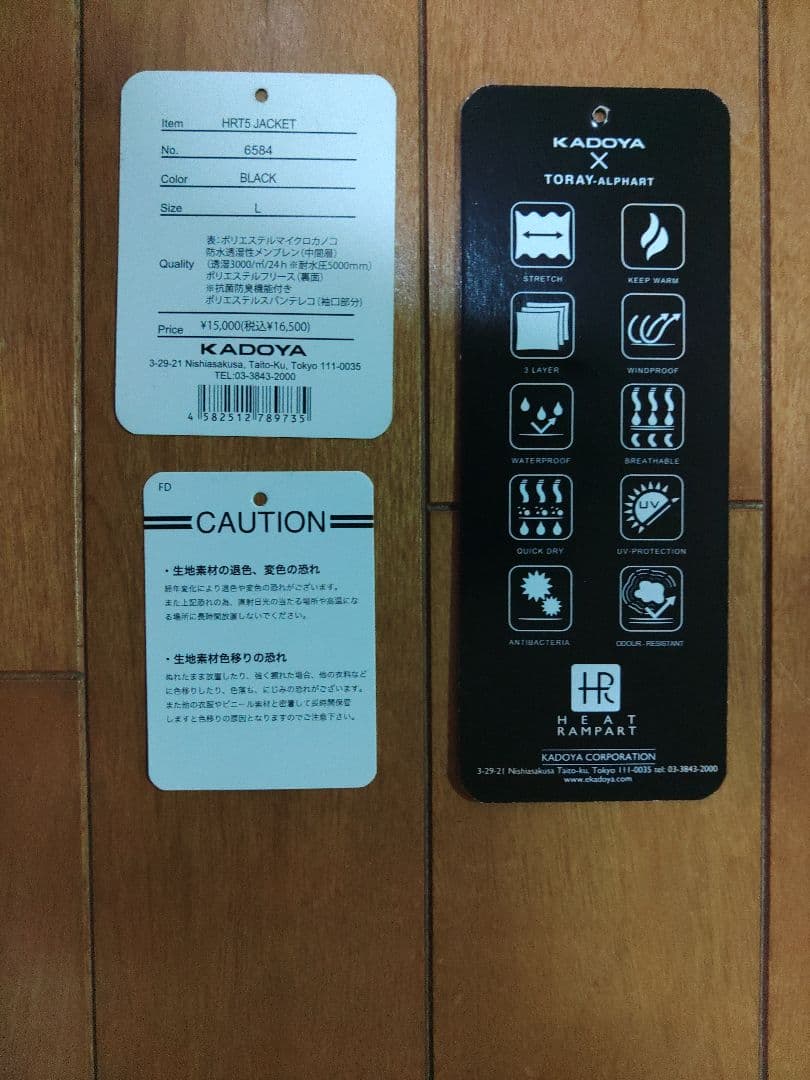 Item HRT5 JACKET
No. 6584
Color BLACK
Size L
Quality
表：ポリエステルマイクロカノコ
防水透湿性メンブレン（中間層）
（透湿3000/㎡/24h ※耐水圧5000mm）
ポリエステルフリース（裏面）
※抗菌防臭機能付き
ポリエステルスパンテレコ（袖口部分）
Price ¥15,000(税込¥16,500)
KADOYA
3-29-21 Nishiasakusa, Taito-Ku, Tokyo 111-0035
TEL:03-3843-2000
4 582512 789735
FD
CAUTION
・生地素材の退色、変色の恐れ
経年変化により退色や変色の恐れがございます。
また上記恐れの為、直射日光の当たる場所や高温にな
る場所に長時間放置しないでください。
・生地素材色移りの恐れ
ぬれたまま放置したり、強く擦れた場合、他の衣料など
に色移りしたり、色落ち、にじみの恐れがございます。
また他の衣服やビニール素材と密着して長時間保管
しますと色移りの原因となりますのでご注意下さい。
KADOYA
×
TORAY-ALPHART
STRETCH
KEEP WARM
3 LAYER
WINDPROOF
WATERPROOF
BREATHABLE
QUICK DRY
UV
UV-PROTECTION
ANTIBACTERIA
ODOUR-RESISTANT
HR
HEAT
RAMPART
KADOYA CORPORATION
3-29-21 Nishiasakusa Taito-ku, Tokyo 111-0035 tel: 03-3843-2000
www.ekadoya.com